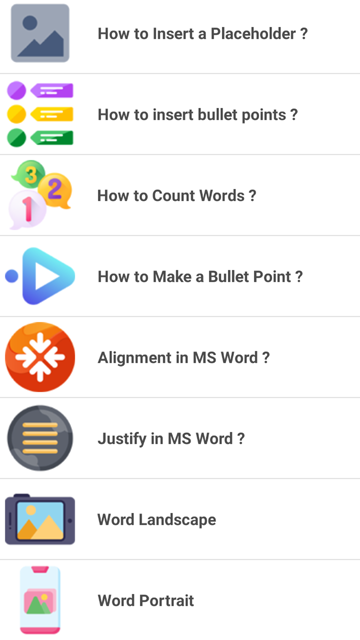 How to Insert a Placeholder ?
How to insert bullet points ?
3
2
1
How to Count Words ?
How to Make a Bullet Point ?
Alignment in MS Word ?
Justify in MS Word ?
Word Landscape
Word Portrait